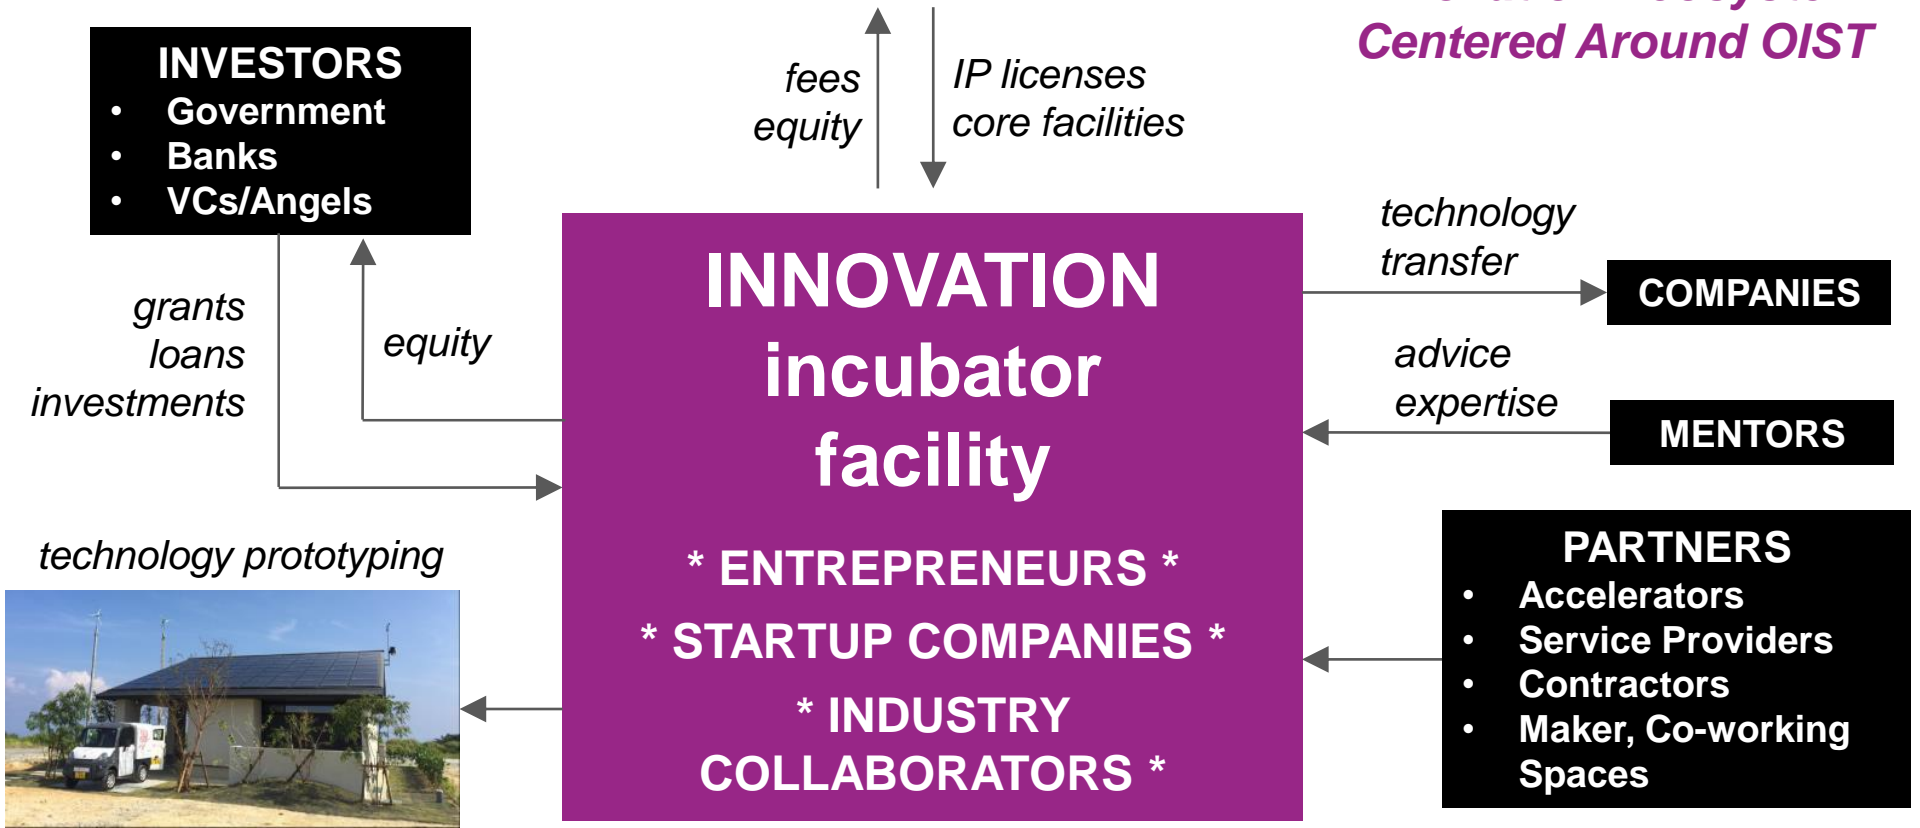 Centered Around OIST
INVESTORS
• Government
• Banks
• VCs/Angels
fees
equity
IP licenses
core facilities
technology
transfer
COMPANIES
grants
loans
investments
equity
INNOVATION
incubator
facility
advice
expertise
MENTORS
technology prototyping
* ENTREPRENEURS *
* STARTUP COMPANIES *
* INDUSTRY
COLLABORATORS *
PARTNERS
• Accelerators
• Service Providers
• Contractors
• Maker, Co-working
Spaces